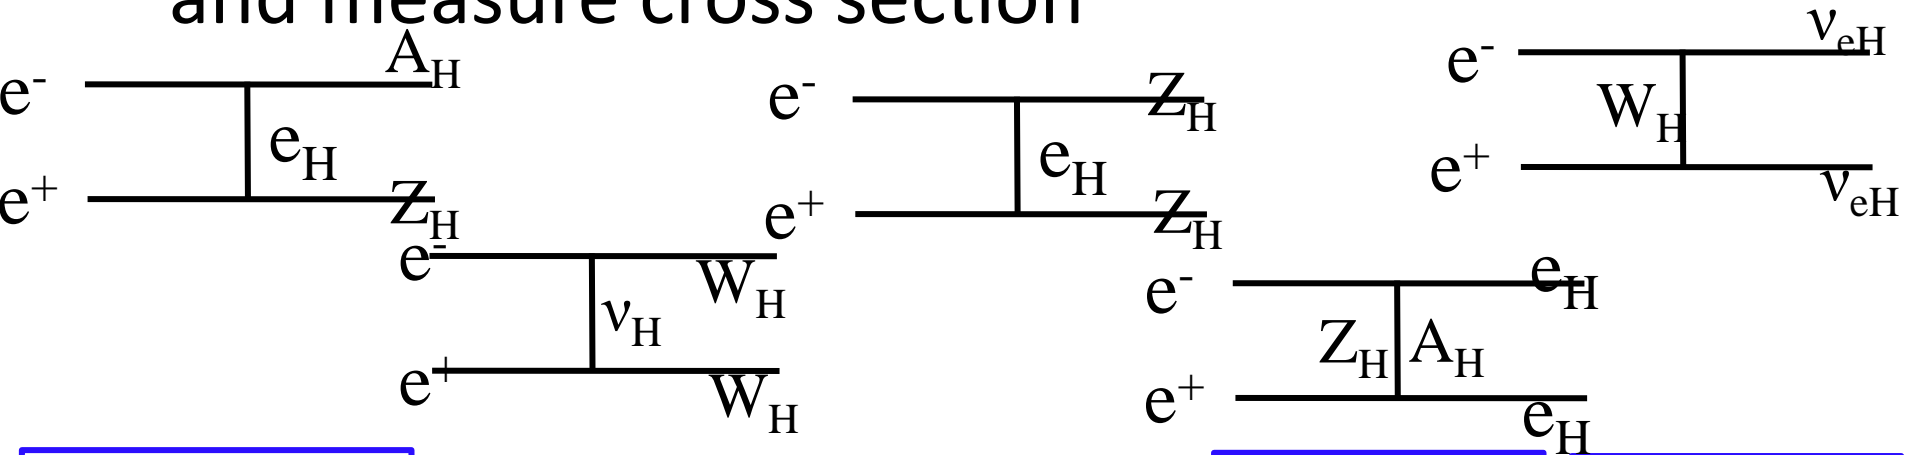 and measure cross section
e⁻ A_H
e_H
e⁺ Z_H
e⁻ W_H
ν_H
e⁺ W_H
e⁻ Z_H
e_H
e⁺ Z_H
e⁻ ν_eH
W_H
e⁺ ν_eH
e⁻ e_H
Z_H A_H
e⁺ e_H